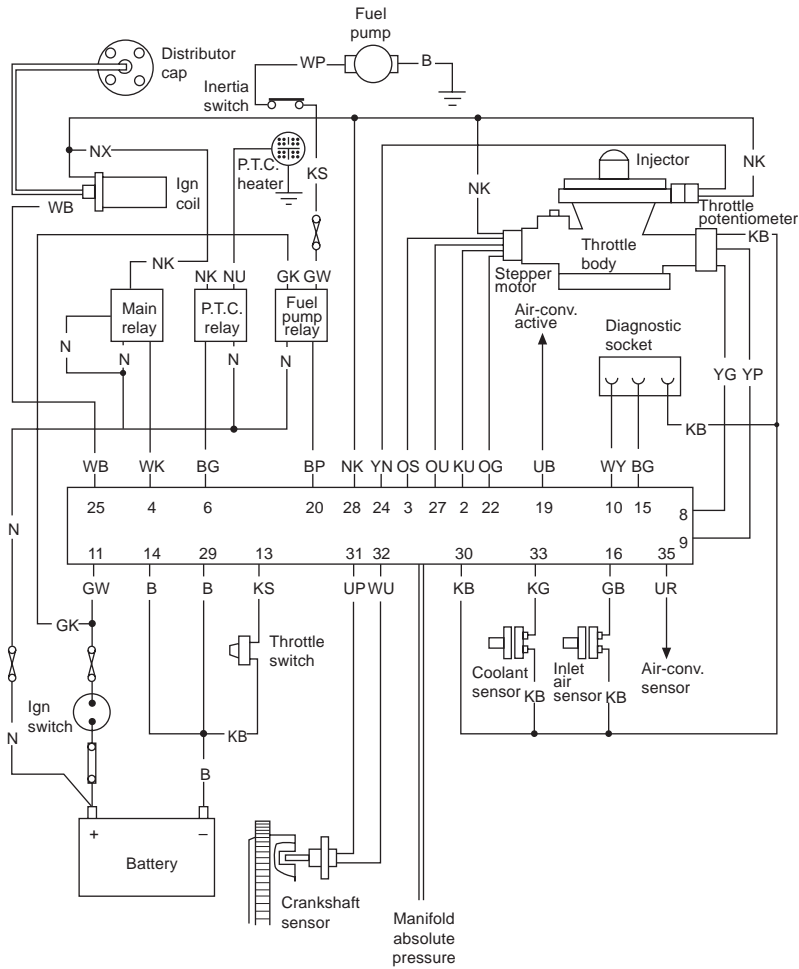 Fuel
pump
Distributor
cap
WP
B
Inertia
switch
NX
P.T.C.
heater
KS
NK
Injector
NK
Ign
coil
WB
Throttle
potentiometer
KB
Throttle
body
Stepper
motor
NK
NK NU
GK GW
Main
relay
P.T.C.
relay
Fuel
pump
relay
Air-conv.
active
Diagnostic
socket
N
N
N
N
YG
YP
KB
WB
WK
BG
BP
NK
YN
OS
OU
KU
OG
UB
WY
BG
25
4
6
20
28
24
3
27
2
22
19
10
15
8
9
N
11
14
29
13
31
32
30
33
16
35
GW
B
B
KS
UP
WU
KB
KG
GB
UR
GK
Throttle
switch
Coolant
sensor
Inlet
air
sensor
Air-conv.
sensor
KB
KB
Ign
switch
N
KB
B
+
–
Battery
Crankshaft
sensor
Manifold
absolute
pressure